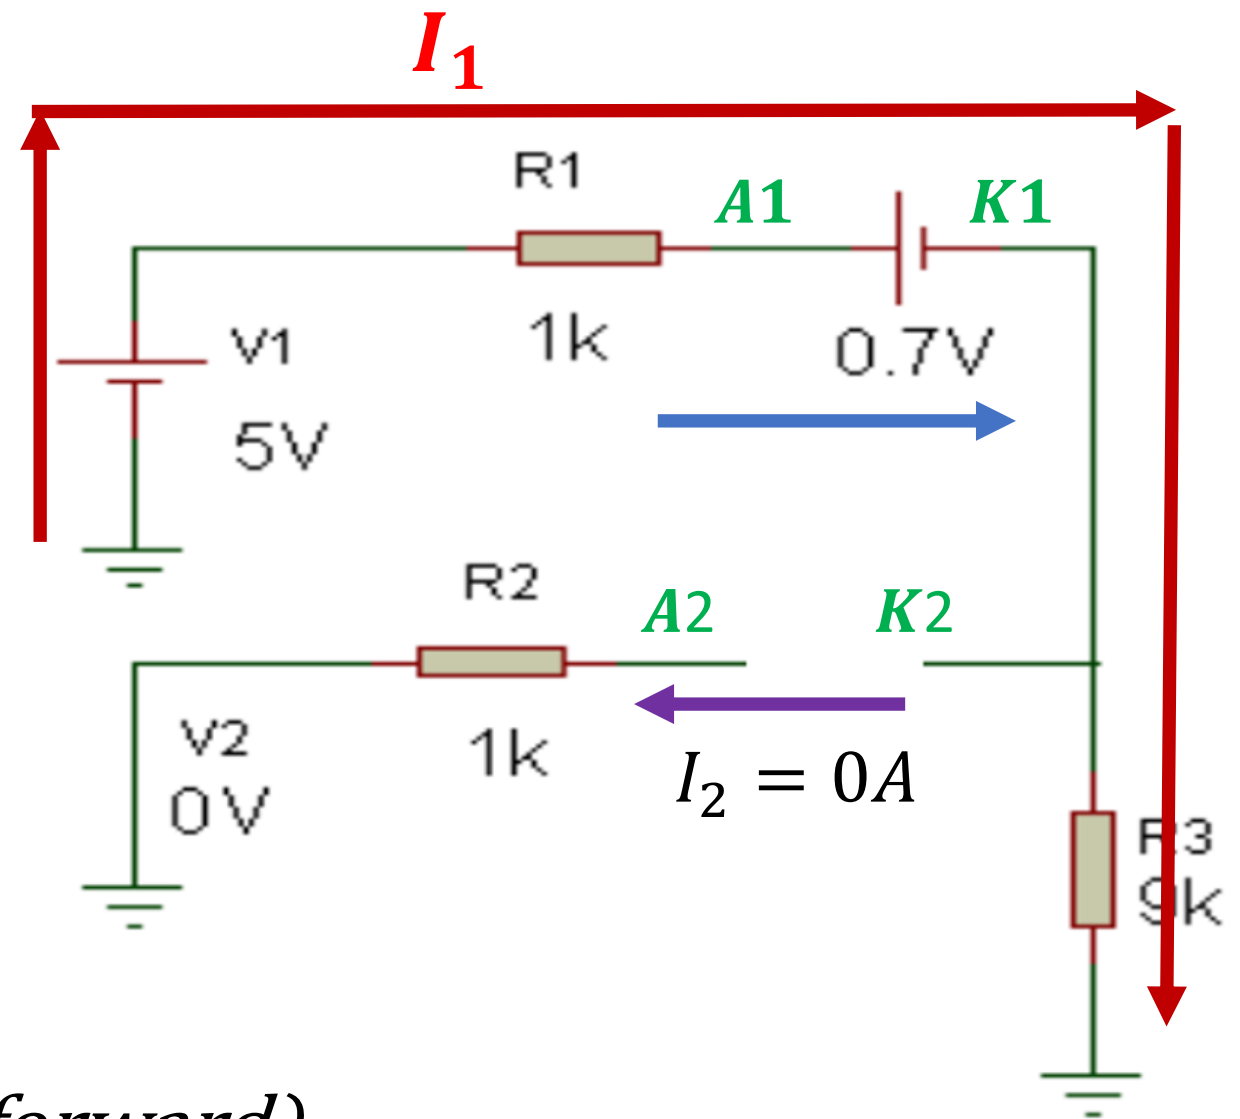 I₁
R1
A1
K1
1k
0.7V
V1
5V
R2
A2
K2
V2
0V
1k
I₂ = 0A
R3
9k
forward)